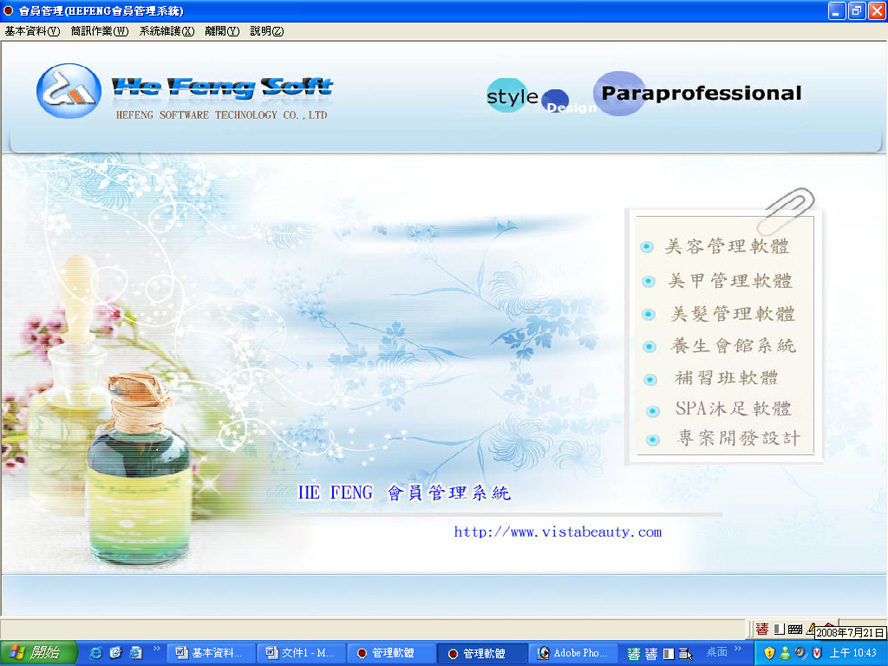 會員管理(HEFENG會員管理系統)
基本資料(Y) 簡訊作業(W) 系統維護(X) 離開(Y) 說明(Z)
He Feng Soft
HEFENG SOFTWARE TECHNOLOGY CO.,LTD
style Design Paraprofessional
美容管理軟體
美甲管理軟體
美髮管理軟體
養生會館系統
補習班軟體
SPA沐足軟體
專案開發設計
HE FENG 會員管理系統
http://www.vistabeauty.com
2008年7月21日
開始 基本資料... 文件1 - M... 管理軟體 管理軟體 Adobe Pho... 桌面 上午 10:43